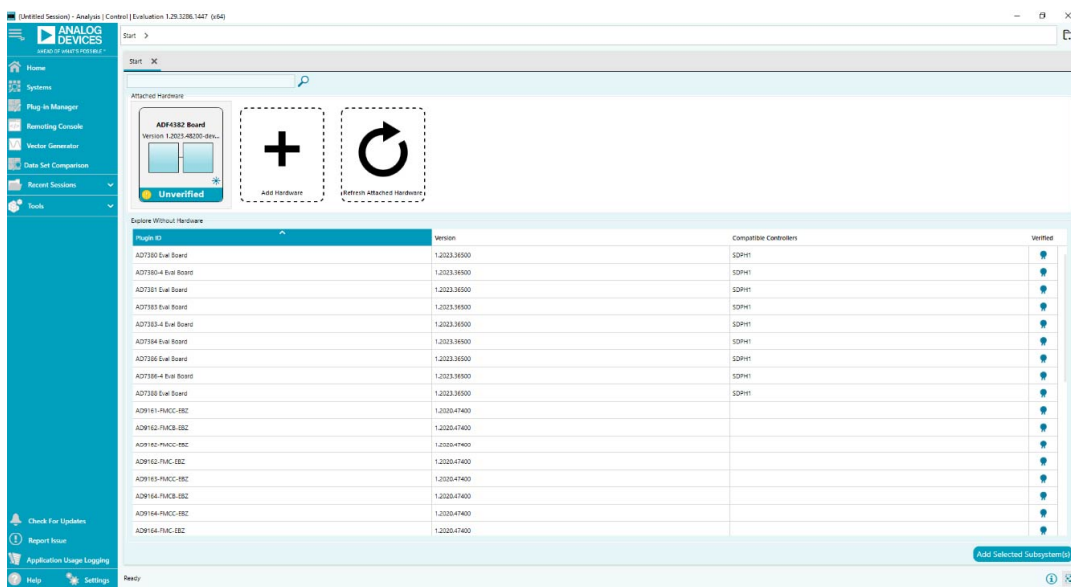 (Untitled Session) - Analysis | Control | Evaluation 1.29.3286.1447 (x64)
ANALOG
DEVICES
AHEAD OF WHAT'S POSSIBLE™
Start >
Home
Systems
Plug-in Manager
Remoting Console
Vector Generator
Data Set Comparison
Recent Sessions
Tools
Start X
Attached Hardware
ADF4382 Board
Version 1.2023.48200-dev...
Unverified
Add Hardware
Refresh Attached Hardware
Explore Without Hardware
Plugin ID Version Compatible Controllers Verified
AD7380 Eval Board 1.2023.36500 SDPH1
AD7380-4 Eval Board 1.2023.36500 SDPH1
AD7381 Eval Board 1.2023.36500 SDPH1
AD7383 Eval Board 1.2023.36500 SDPH1
AD7383-4 Eval Board 1.2023.36500 SDPH1
AD7384 Eval Board 1.2023.36500 SDPH1
AD7386 Eval Board 1.2023.36500 SDPH1
AD7386-4 Eval Board 1.2023.36500 SDPH1
AD7388 Eval Board 1.2023.36500 SDPH1
AD9161-FMCC-EBZ 1.2020.47400
AD9162-FMCB-EBZ 1.2020.47400
AD9162-FMCC-EBZ 1.2020.47400
AD9162-FMC-EBZ 1.2020.47400
AD9163-FMCC-EBZ 1.2020.47400
AD9164-FMCB-EBZ 1.2020.47400
AD9164-FMCC-EBZ 1.2020.47400
AD9164-FMC-EBZ 1.2020.47400
Add Selected Subsystem(s)
Check For Updates
Report Issue
Application Usage Logging
Help Settings
Ready